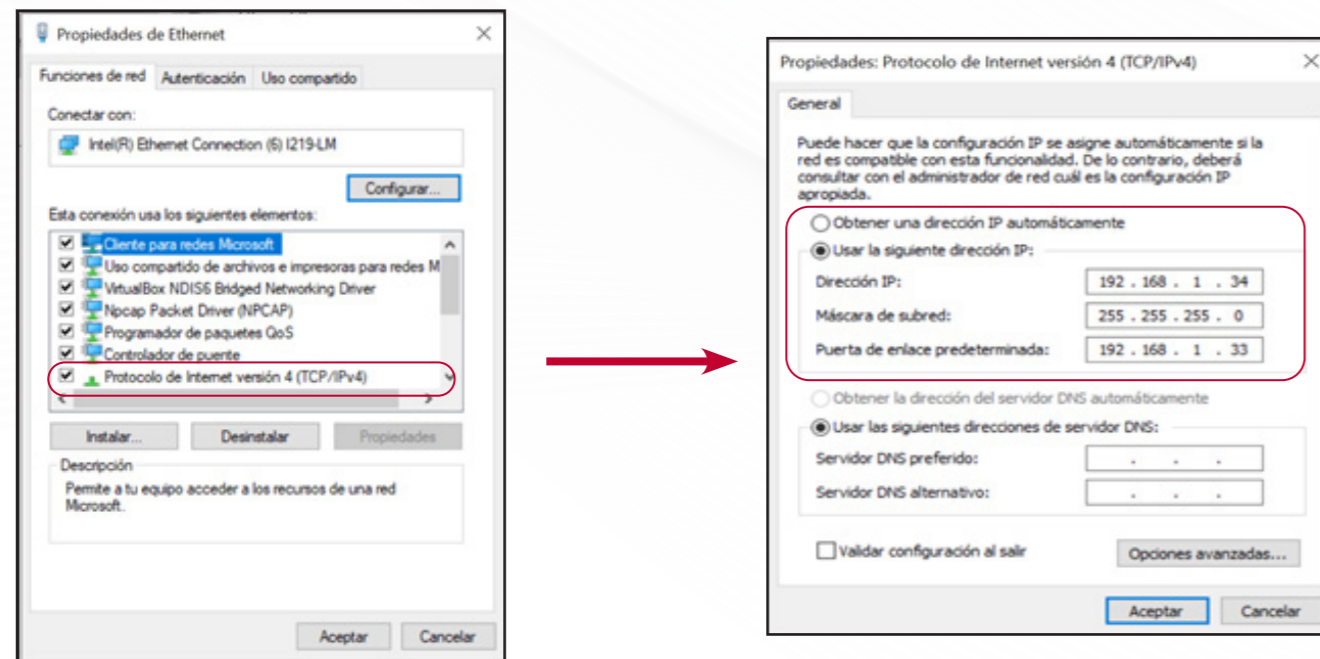 Propiedades de Ethernet
Funciones de red Autenticación Uso compartido
Conectar con:
Intel(R) Ethernet Connection (6) I219-LM
Configurar...
Esta conexión usa los siguientes elementos:
Cliente para redes Microsoft
Uso compartido de archivos e impresoras para redes M
VirtualBox NDIS6 Bridged Networking Driver
Npcap Packet Driver (NPCAP)
Programador de paquetes QoS
Controlador de puente
Protocolo de Internet versión 4 (TCP/IPv4)
Instalar... Desinstalar Propiedades
Descripción
Permite a tu equipo acceder a los recursos de una red
Microsoft.
Aceptar Cancelar
Propiedades: Protocolo de Internet versión 4 (TCP/IPv4)
General
Puede hacer que la configuración IP se asigne automáticamente si la
red es compatible con esta funcionalidad. De lo contrario, deberá
consultar con el administrador de red cuál es la configuración IP
apropiada.
Obtener una dirección IP automáticamente
Usar la siguiente dirección IP:
Dirección IP: 192 . 168 . 1 . 34
Máscara de subred: 255 . 255 . 255 . 0
Puerta de enlace predeterminada: 192 . 168 . 1 . 33
Obtener la dirección del servidor DNS automáticamente
Usar las siguientes direcciones de servidor DNS:
Servidor DNS preferido: . . .
Servidor DNS alternativo: . . .
Validar configuración al salir Opciones avanzadas...
Aceptar Cancelar